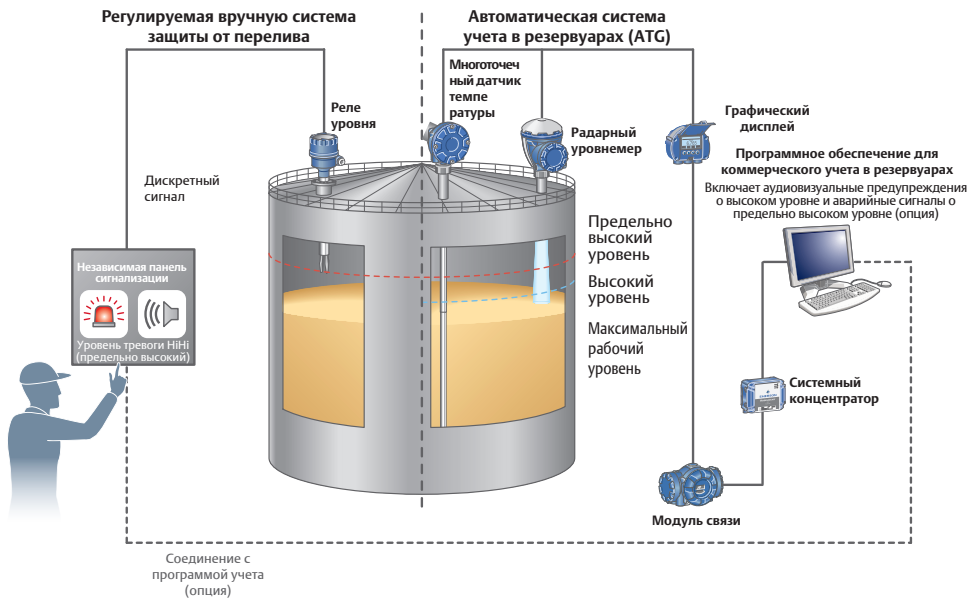 Регулируемая вручную система
защиты от перелива
Автоматическая система
учета в резервуарах (ATG)
Многоточеч
ный датчик
темпе
ратуры
Реле
уровня
Радарный
уровнемер
Графический
дисплей
Программное обеспечение для
коммерческого учета в резервуарах
Включает аудиовизуальные предупреждения
о высоком уровне и аварийные сигналы о
предельно высоком уровне (опция)
Дискретный
сигнал
Независимая панель
сигнализации
Уровень тревоги HiHi
(предельно высокий)
Предельно
высокий
уровень
Высокий
уровень
Максимальный
рабочий
уровень
Системный
концентратор
Модуль связи
Соединение с
программой учета
(опция)